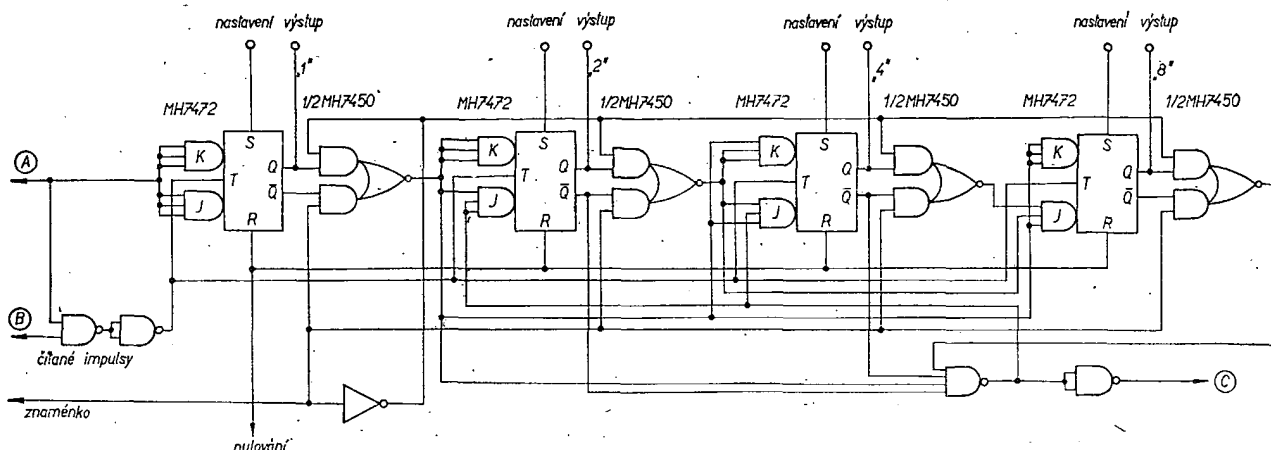 nastavení výstup
nastavení výstup
nastavení výstup
nastavení výstup
„1"
„2"
„4"
„8"
MH7472
1/2MH7450
MH7472
1/2MH7450
MH7472
1/2MH7450
MH7472
1/2MH7450
A
K
S
Q
T
J
Q̅
R
K
S
Q
T
J
Q̅
R
K
S
Q
T
J
Q̅
R
K
S
Q
T
J
Q̅
R
B
čítané impulsy
C
znaménko
nulování